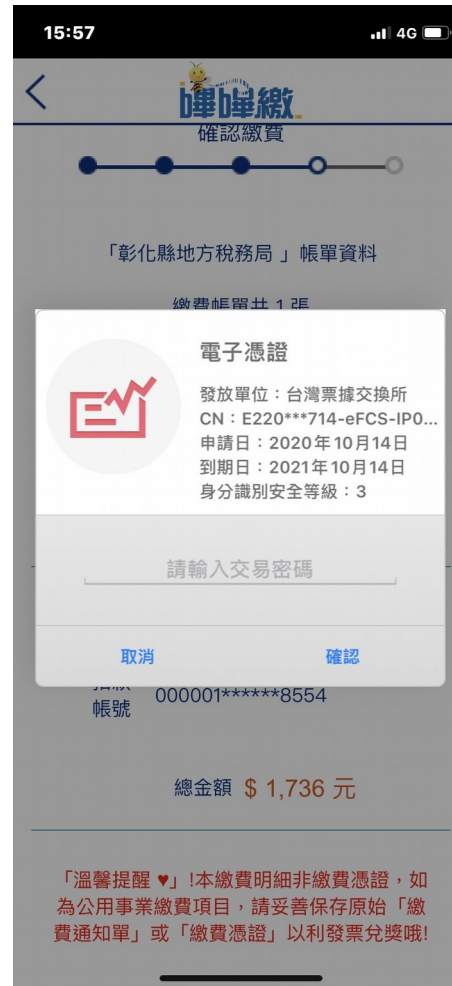 15:57
4G
嗶嗶繳
確認繳費
「彰化縣地方稅務局 」帳單資料
繳費帳單共 1 張
電子憑證
發放單位：台灣票據交換所
CN：E220***714-eFCS-IP0...
申請日：2020年10月14日
到期日：2021年10月14日
身分識別安全等級：3
請輸入交易密碼
取消
確認
帳號
000001******8554
總金額 $ 1,736 元
「溫馨提醒 ♥」!本繳費明細非繳費憑證，如
為公用事業繳費項目，請妥善保存原始「繳
費通知單」或「繳費憑證」以利發票兌獎哦!